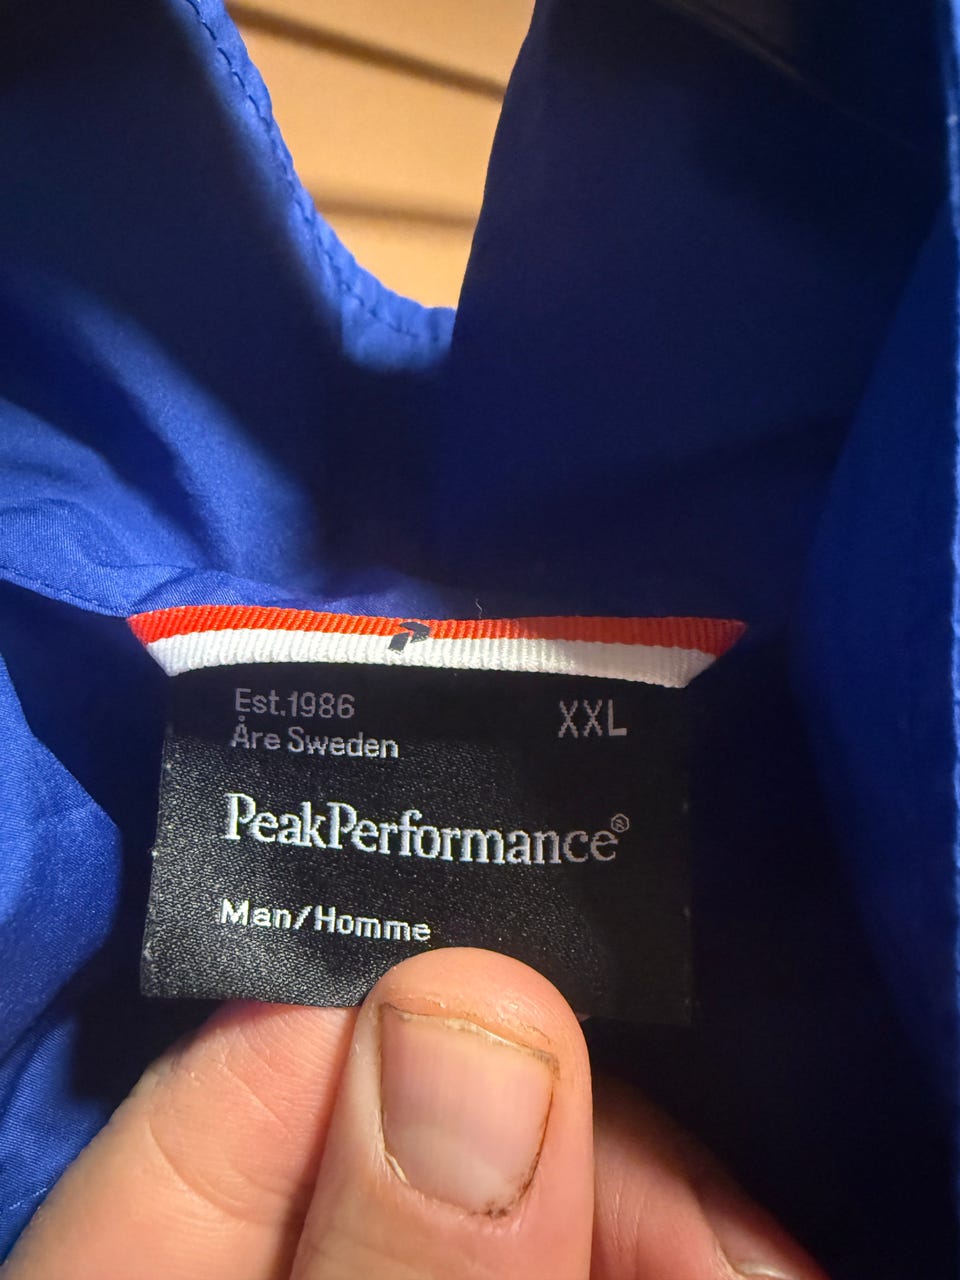 Est.1986
XXL
Åre Sweden
PeakPerformance®
Man/Homme